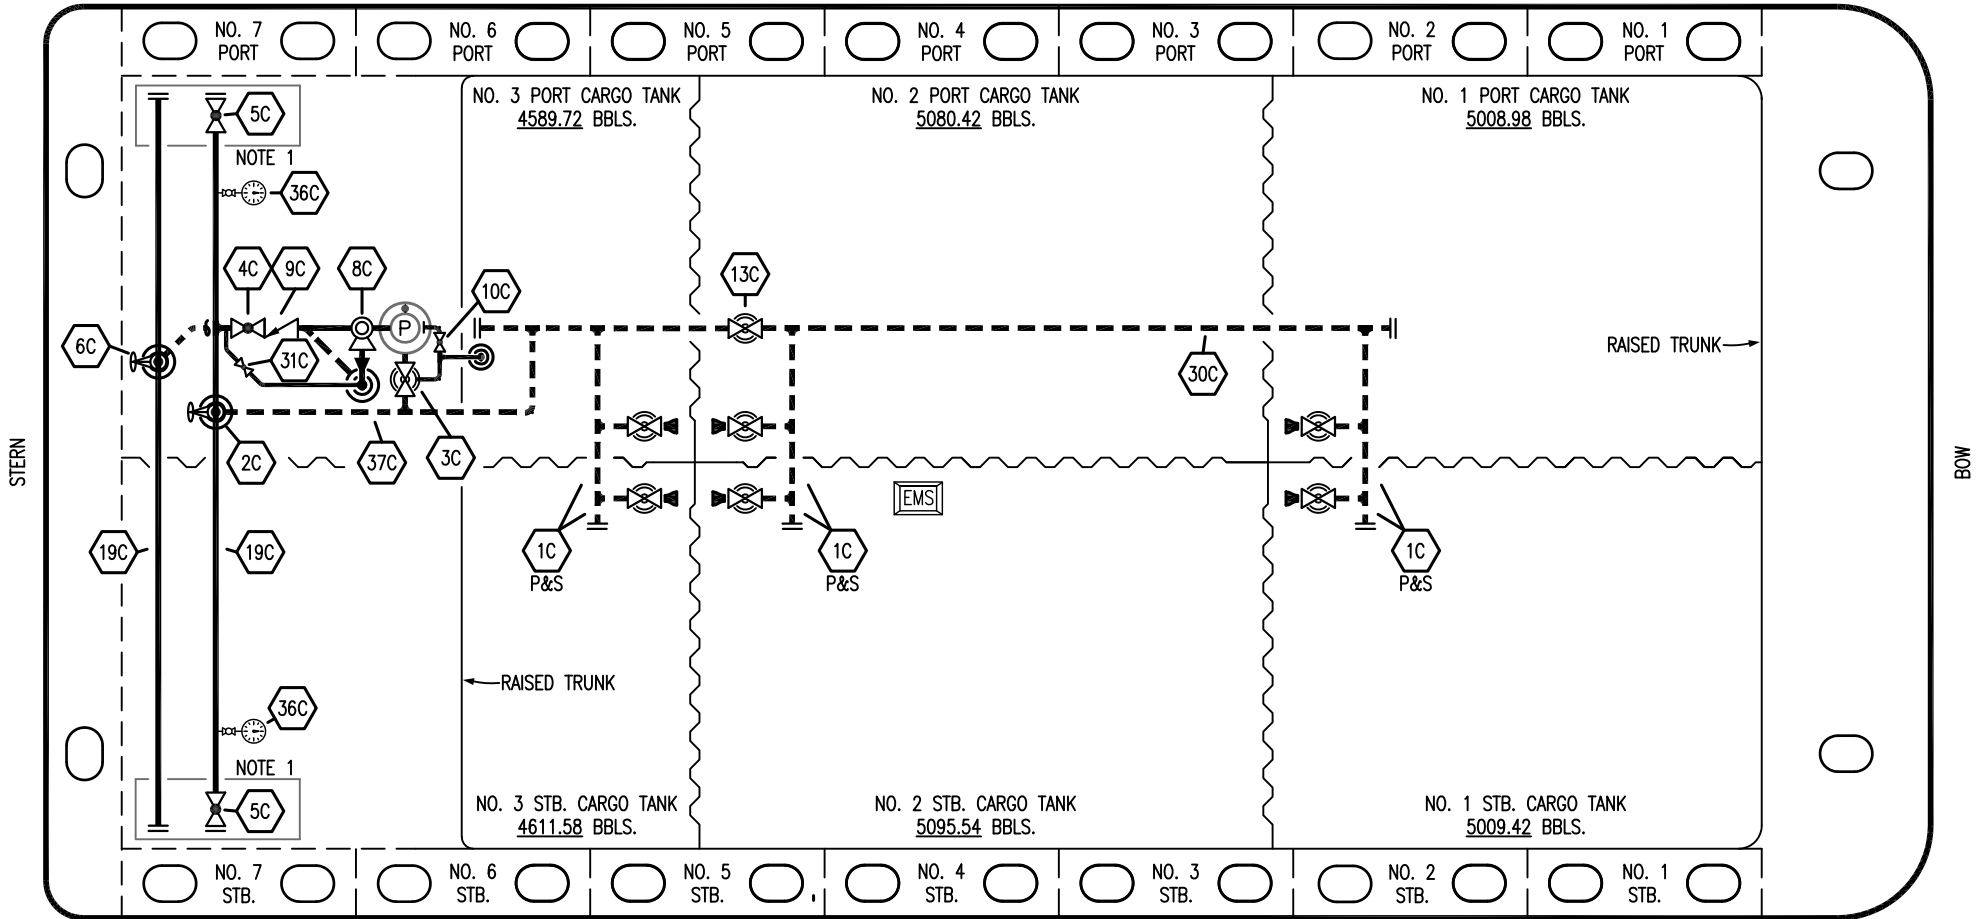 NO. 7
PORT
NO. 6
PORT
NO. 5
PORT
NO. 4
PORT
NO. 3
PORT
NO. 2
PORT
NO. 1
PORT
NO. 3 PORT CARGO TANK
4589.72 BBLS.
NO. 2 PORT CARGO TANK
5080.42 BBLS.
NO. 1 PORT CARGO TANK
5008.98 BBLS.
5C
NOTE 1
36C
4C
9C
8C
10C
13C
P
6C
31C
30C
RAISED TRUNK
2C
37C
3C
STERN
BOW
EMS
19C
19C
1C
P&S
1C
P&S
1C
P&S
RAISED TRUNK
36C
NOTE 1
5C
NO. 3 STB. CARGO TANK
4611.58 BBLS.
NO. 2 STB. CARGO TANK
5095.54 BBLS.
NO. 1 STB. CARGO TANK
5009.42 BBLS.
NO. 7
STB.
NO. 6
STB.
NO. 5
STB.
NO. 4
STB.
NO. 3
STB.
NO. 2
STB.
NO. 1
STB.